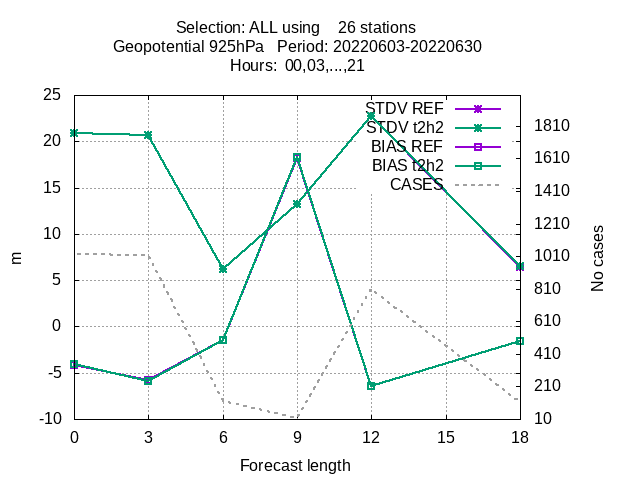 Selection: ALL using    26 stations
Geopotential 925hPa   Period: 20220603-20220630
Hours:  00,03,...,21
STDV REF
STDV t2h2
BIAS REF
BIAS t2h2
CASES
25
20
15
10
5
0
-5
-10
m
1810
1610
1410
1210
1010
810
610
410
210
10
No cases
0 3 6 9 12 15 18
Forecast length